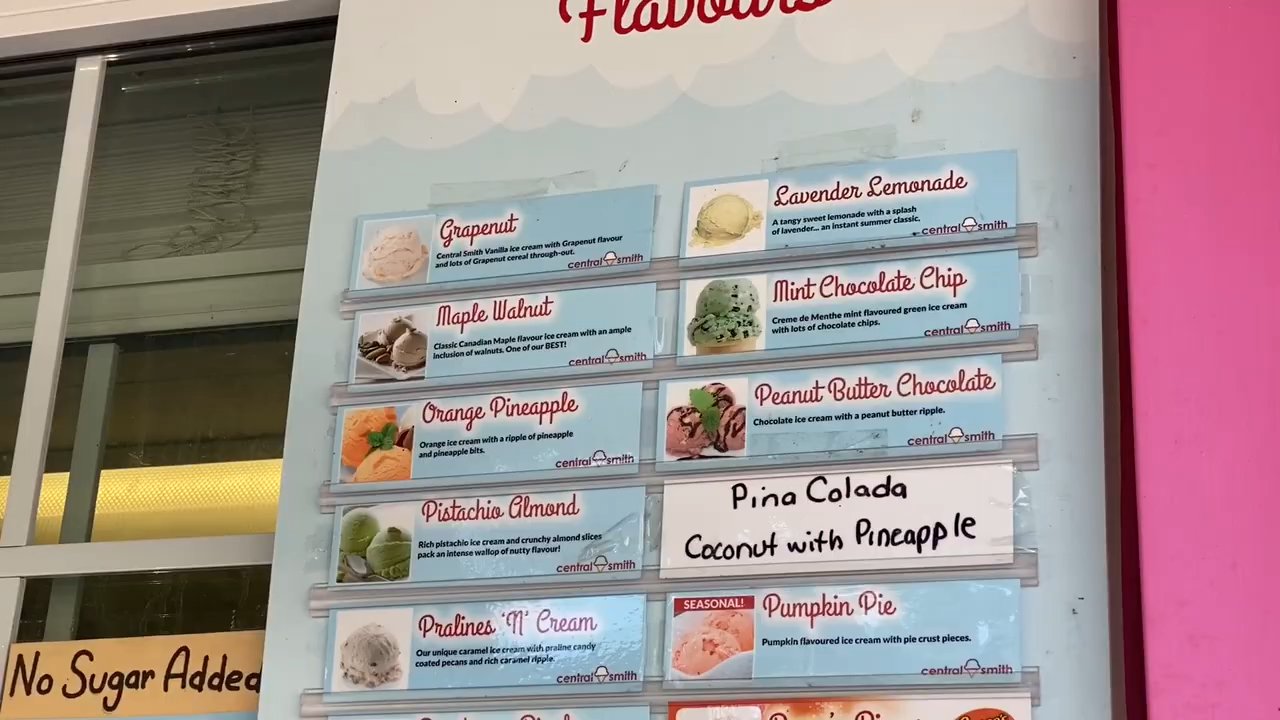 Flavours
Grapenut
Central Smith Vanilla ice cream with Grapenut flavour
and lots of Grapenut cereal through-out.
central smith
Lavender Lemonade
A tangy sweet lemonade with a splash
of lavender... an instant summer classic.
central smith
Maple Walnut
Classic Canadian Maple flavour ice cream with an ample
inclusion of walnuts. One of our BEST!
central smith
Mint Chocolate Chip
Creme de Menthe mint flavoured green ice cream
with lots of chocolate chips.
central smith
Orange Pineapple
Orange ice cream with a ripple of pineapple
and pineapple bits.
central smith
Peanut Butter Chocolate
Chocolate ice cream with a peanut butter ripple.
central smith
Pistachio Almond
Rich pistachio ice cream and crunchy almond slices
pack an intense wallop of nutty flavour!
central smith
Pina Colada
Coconut with Pineapple
Pralines 'N' Cream
Our unique caramel ice cream with praline candy
coated pecans and rich caramel ripple.
central smith
SEASONAL!
Pumpkin Pie
Pumpkin flavoured ice cream with pie crust pieces.
central smith
No Sugar Added